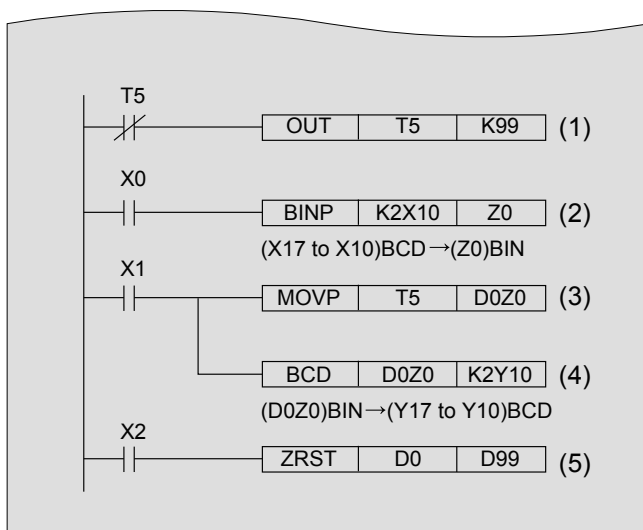 T5
OUT T5 K99 (1)
X0
BINP K2X10 Z0 (2)
(X17 to X10)BCD→(Z0)BIN
X1
MOVP T5 D0Z0 (3)
BCD D0Z0 K2Y10 (4)
(D0Z0)BIN→(Y17 to Y10)BCD
X2
ZRST D0 D99 (5)